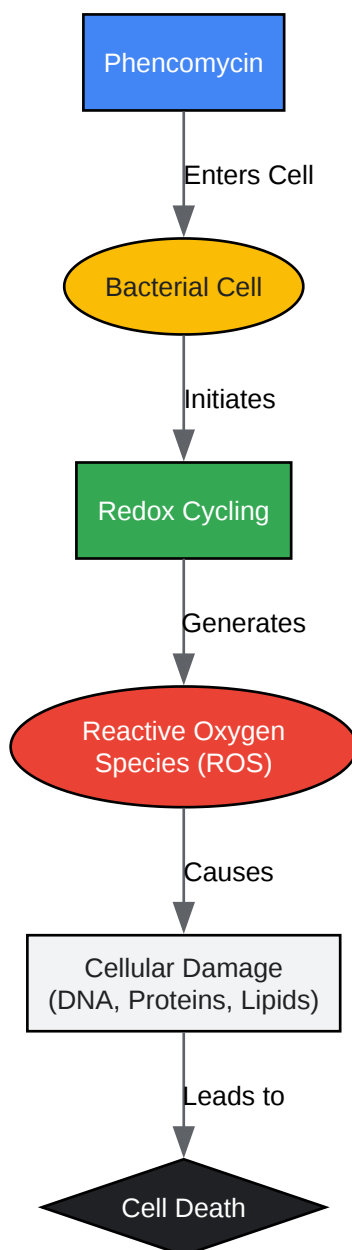 Phencomycin
Enters Cell
Bacterial Cell
Initiates
Redox Cycling
Generates
Reactive Oxygen
Species (ROS)
Causes
Cellular Damage
(DNA, Proteins, Lipids)
Leads to
Cell Death